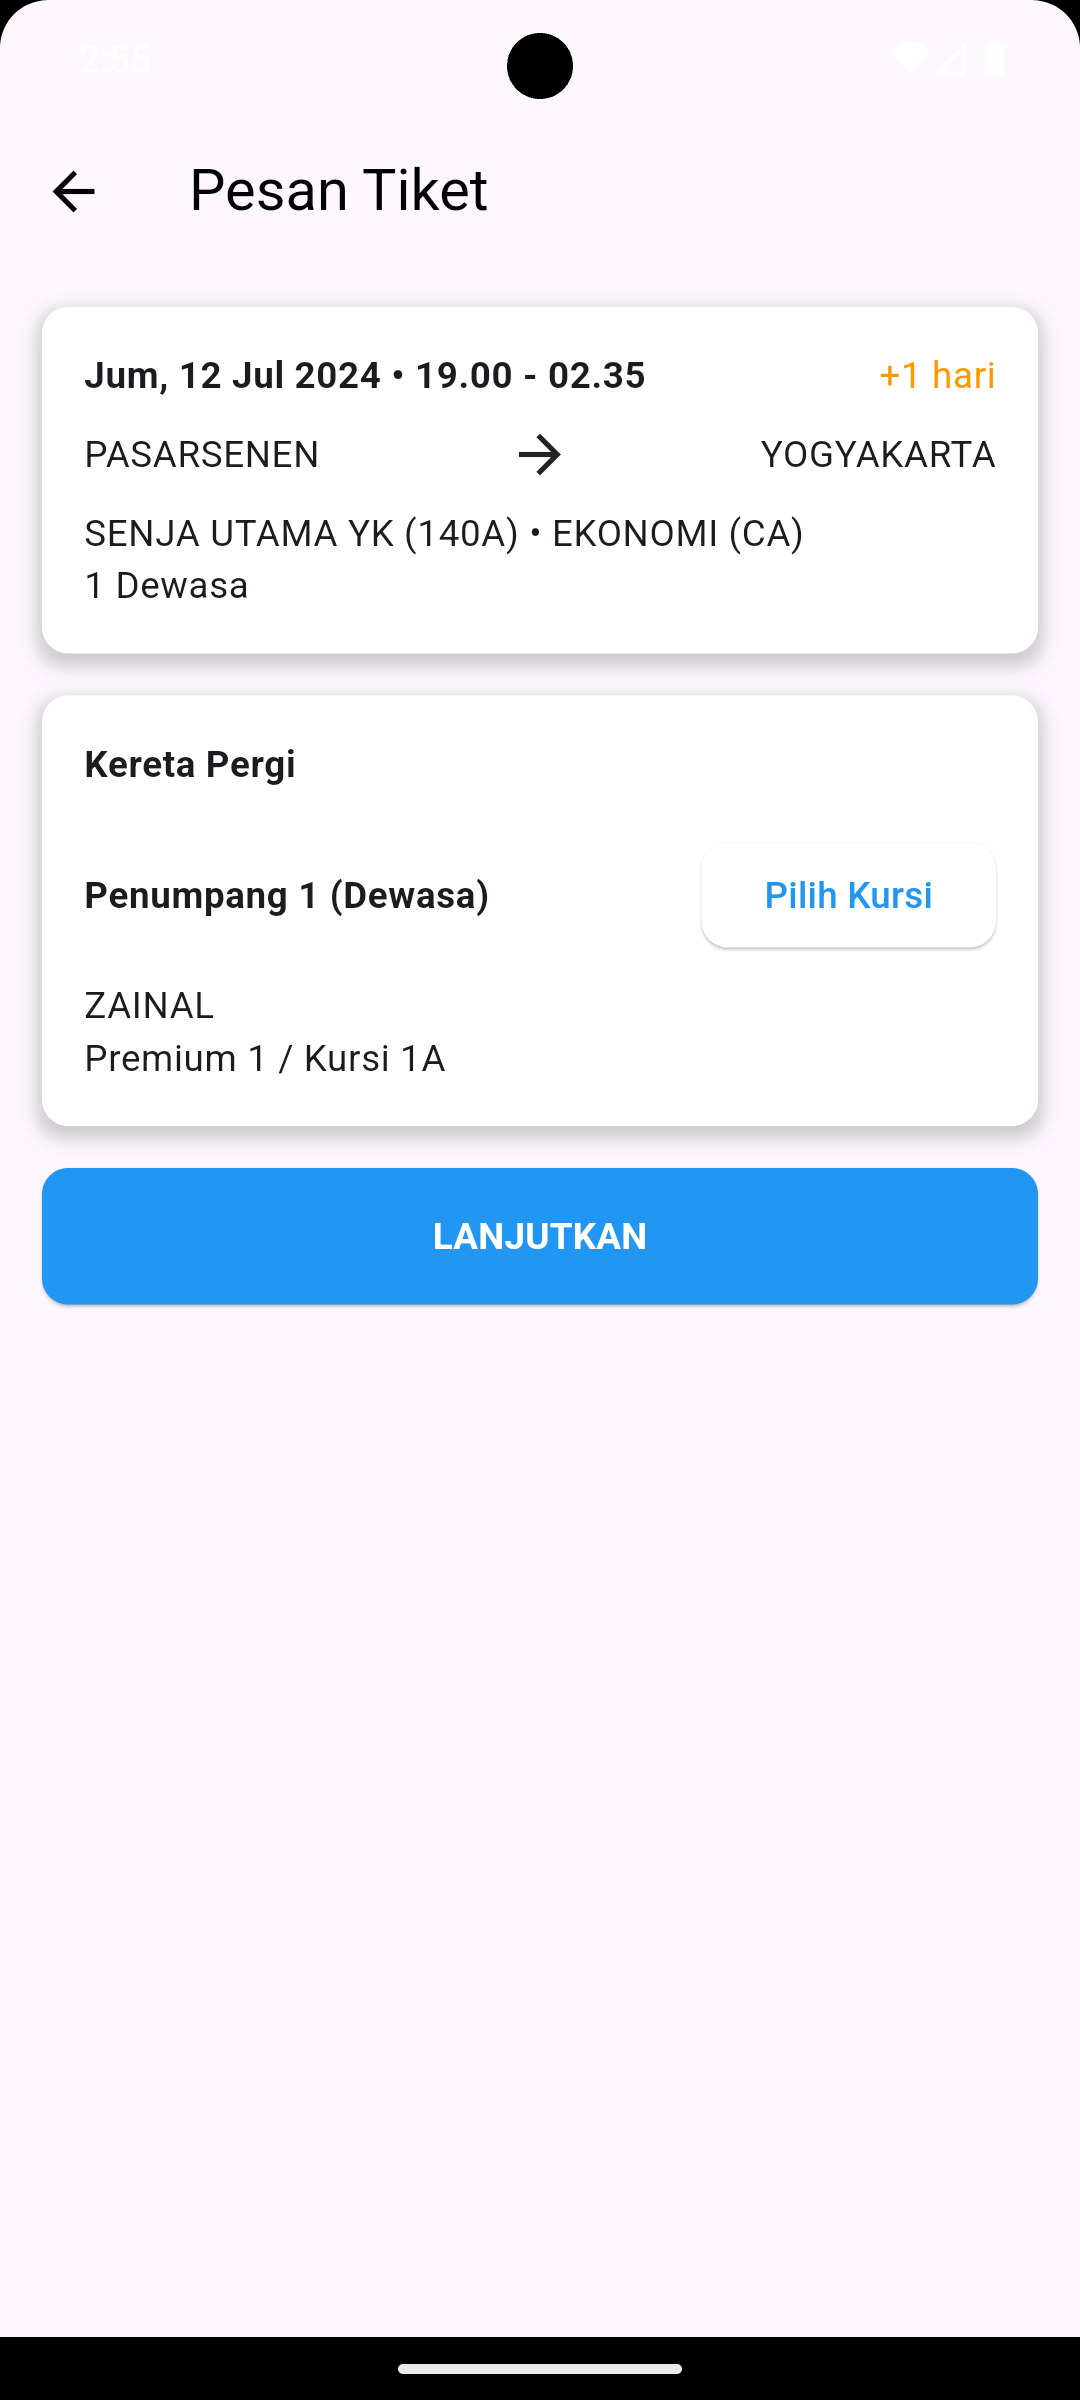 2:55
Pesan Tiket
Jum, 12 Jul 2024 • 19.00 - 02.35 +1 hari
PASARSENEN → YOGYAKARTA
SENJA UTAMA YK (140A) • EKONOMI (CA)
1 Dewasa
Kereta Pergi
Penumpang 1 (Dewasa) Pilih Kursi
ZAINAL
Premium 1 / Kursi 1A
LANJUTKAN